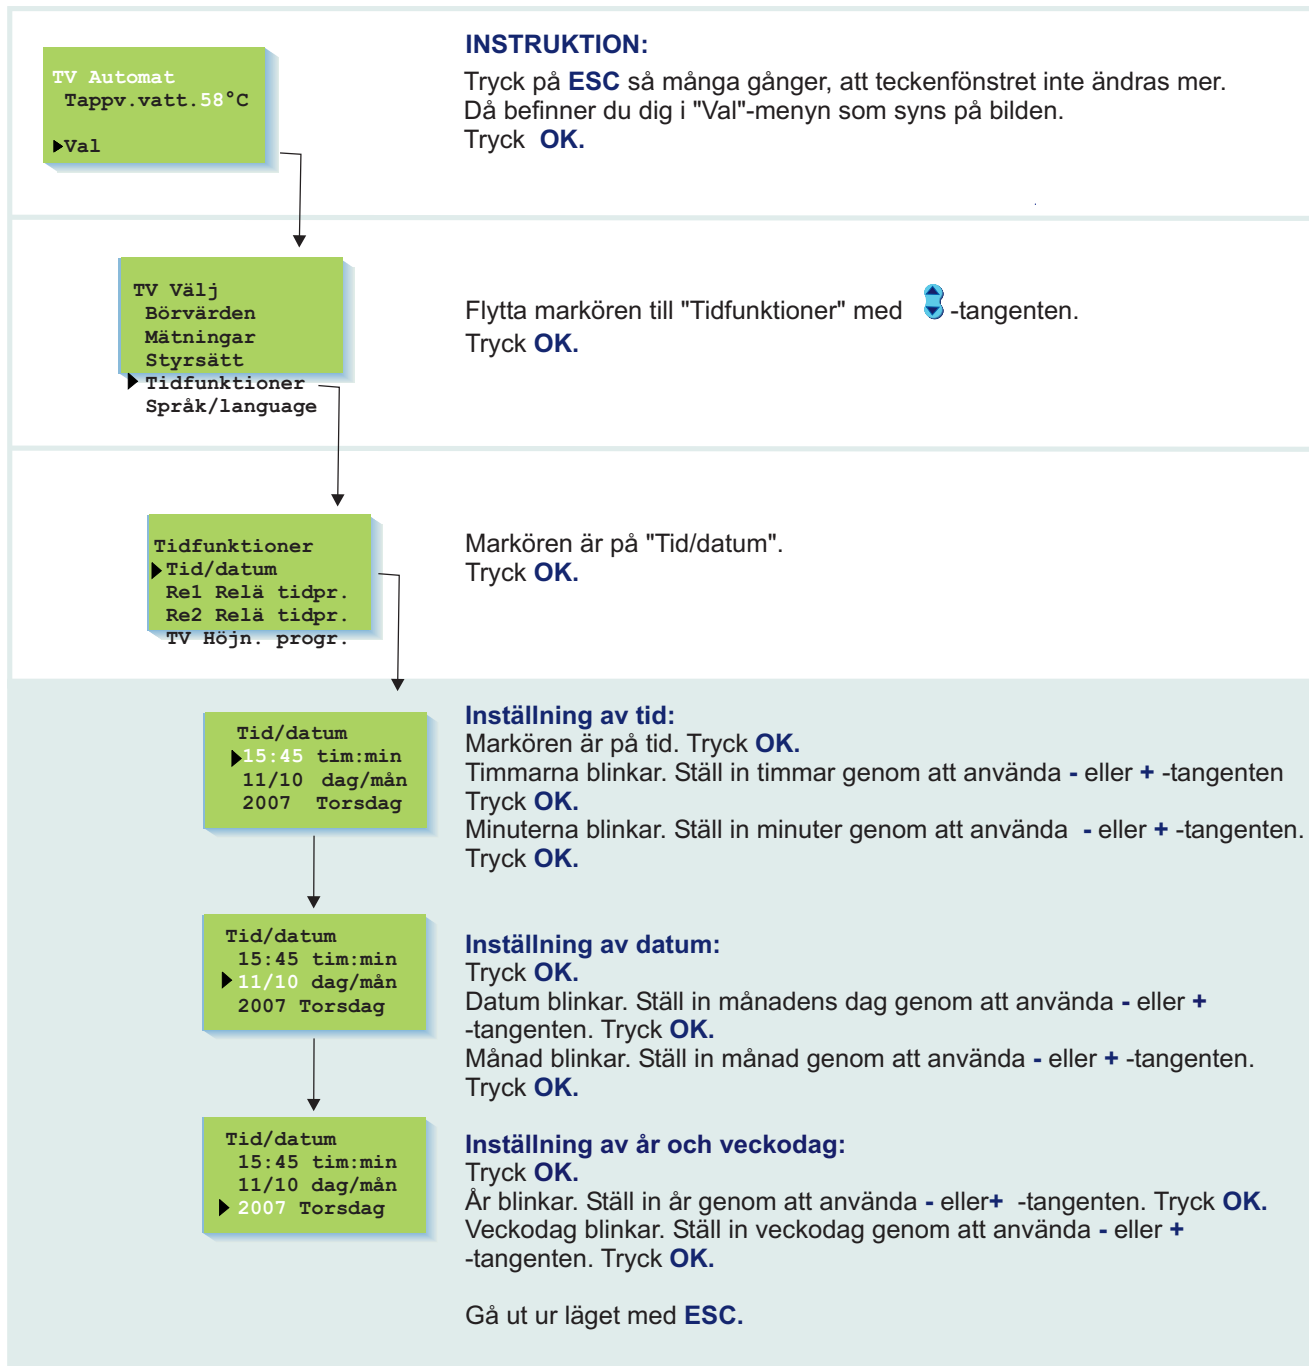 INSTRUKTION:
TV Automat
Tappv.vatt.58°C
▶Val
Tryck på ESC så många gånger, att teckenfönstret inte ändras mer.
Då befinner du dig i "Val"-menyn som syns på bilden.
Tryck OK.
TV Välj
Börvärden
Mätningar
Styrsätt
▶Tidfunktioner
Språk/language
Flytta markören till "Tidfunktioner" med -tangenten.
Tryck OK.
Tidfunktioner
▶Tid/datum
Re1 Relä tidpr.
Re2 Relä tidpr.
TV Höjn. progr.
Markören är på "Tid/datum".
Tryck OK.
Tid/datum
▶15:45 tim:min
11/10 dag/mån
2007 Torsdag
Inställning av tid:
Markören är på tid. Tryck OK.
Timmarna blinkar. Ställ in timmar genom att använda - eller + -tangenten
Tryck OK.
Minuterna blinkar. Ställ in minuter genom att använda - eller + -tangenten.
Tryck OK.
Tid/datum
15:45 tim:min
▶11/10 dag/mån
2007 Torsdag
Inställning av datum:
Tryck OK.
Datum blinkar. Ställ in månadens dag genom att använda - eller +
-tangenten. Tryck OK.
Månad blinkar. Ställ in månad genom att använda - eller + -tangenten.
Tryck OK.
Tid/datum
15:45 tim:min
11/10 dag/mån
▶2007 Torsdag
Inställning av år och veckodag:
Tryck OK.
År blinkar. Ställ in år genom att använda - eller+ -tangenten. Tryck OK.
Veckodag blinkar. Ställ in veckodag genom att använda - eller +
-tangenten. Tryck OK.
Gå ut ur läget med ESC.